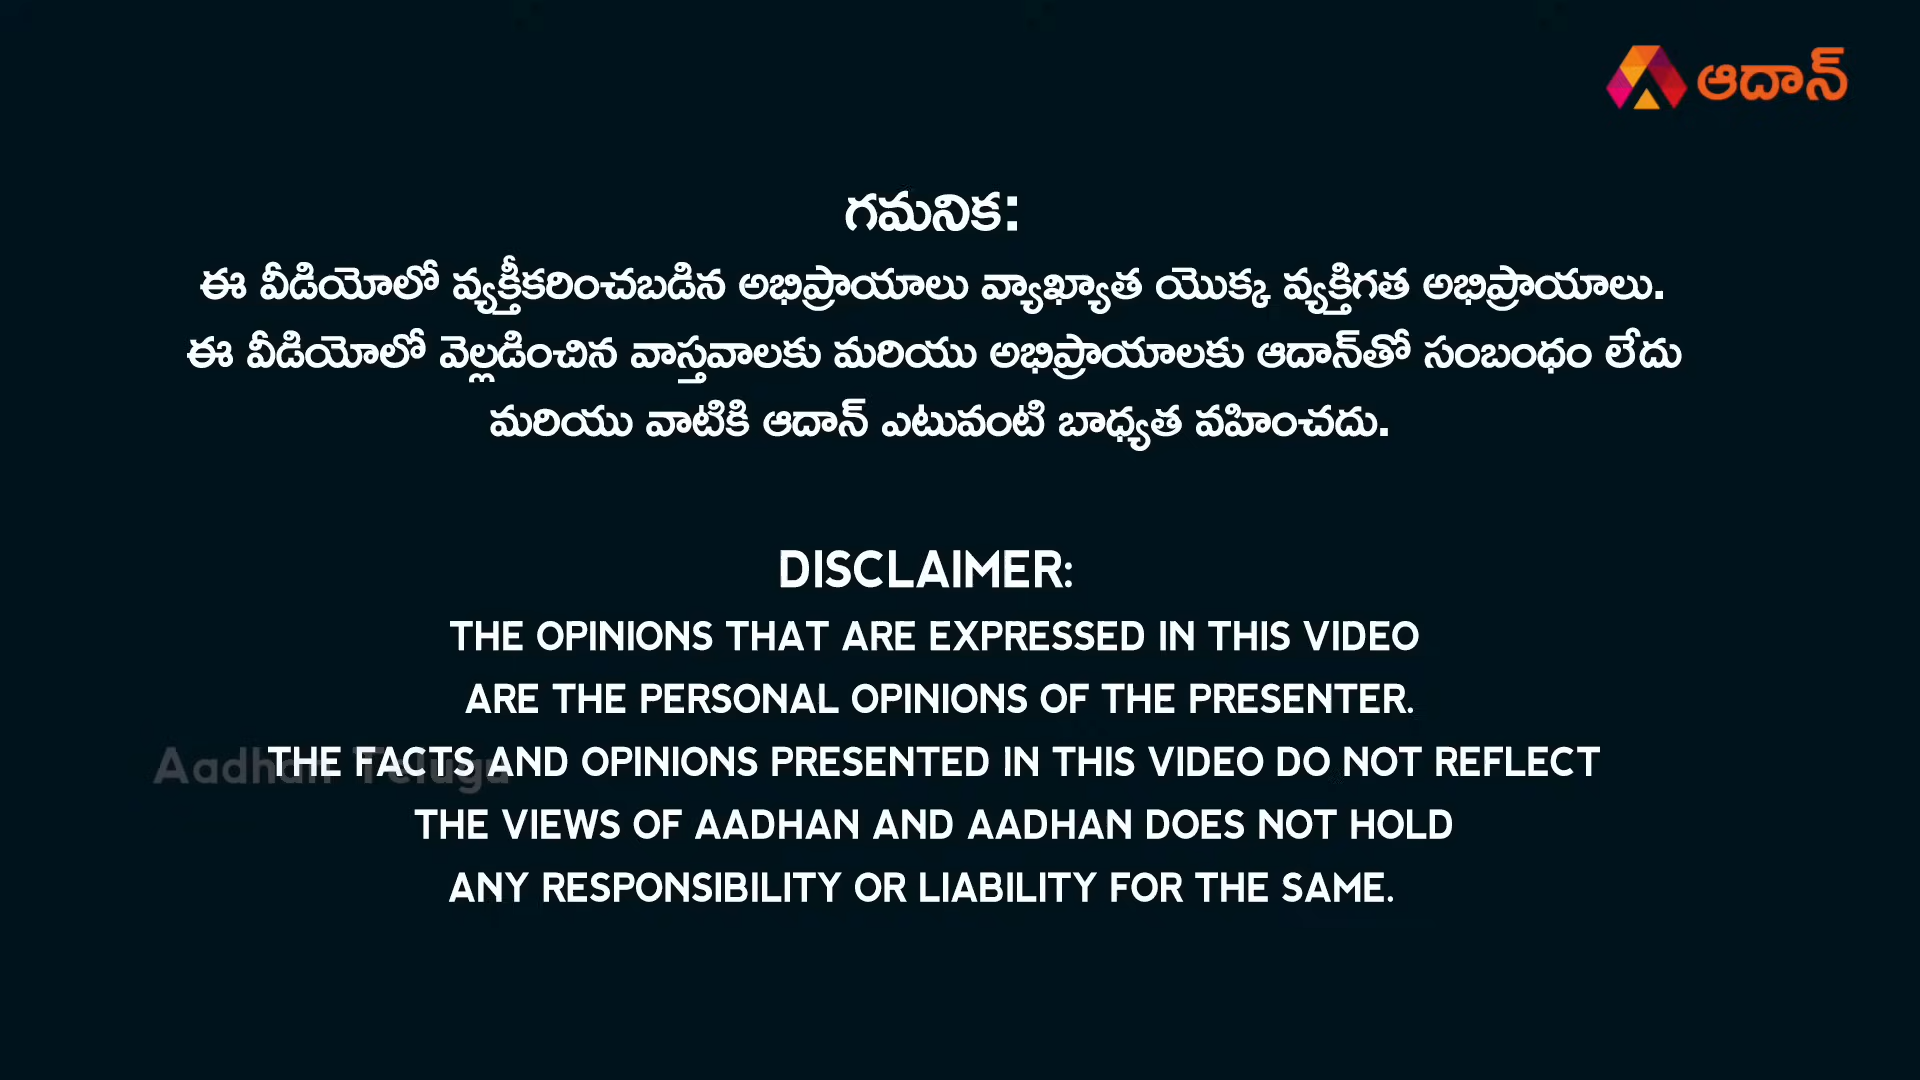 ఆదాన్
గమనిక:
ఈ వీడియోలో వ్యక్తీకరించబడిన అభిప్రాయాలు వ్యాఖ్యాత యొక్క వ్యక్తిగత అభిప్రాయాలు.
ఈ వీడియోలో వెల్లడించిన వాస్తవాలకు మరియు అభిప్రాయాలకు ఆదాన్‌తో సంబంధం లేదు
మరియు వాటికి ఆదాన్ ఎటువంటి బాధ్యత వహించదు.
DISCLAIMER:
THE OPINIONS THAT ARE EXPRESSED IN THIS VIDEO
ARE THE PERSONAL OPINIONS OF THE PRESENTER.
THE FACTS AND OPINIONS PRESENTED IN THIS VIDEO DO NOT REFLECT
Aadhan Telugu
THE VIEWS OF AADHAN AND AADHAN DOES NOT HOLD
ANY RESPONSIBILITY OR LIABILITY FOR THE SAME.